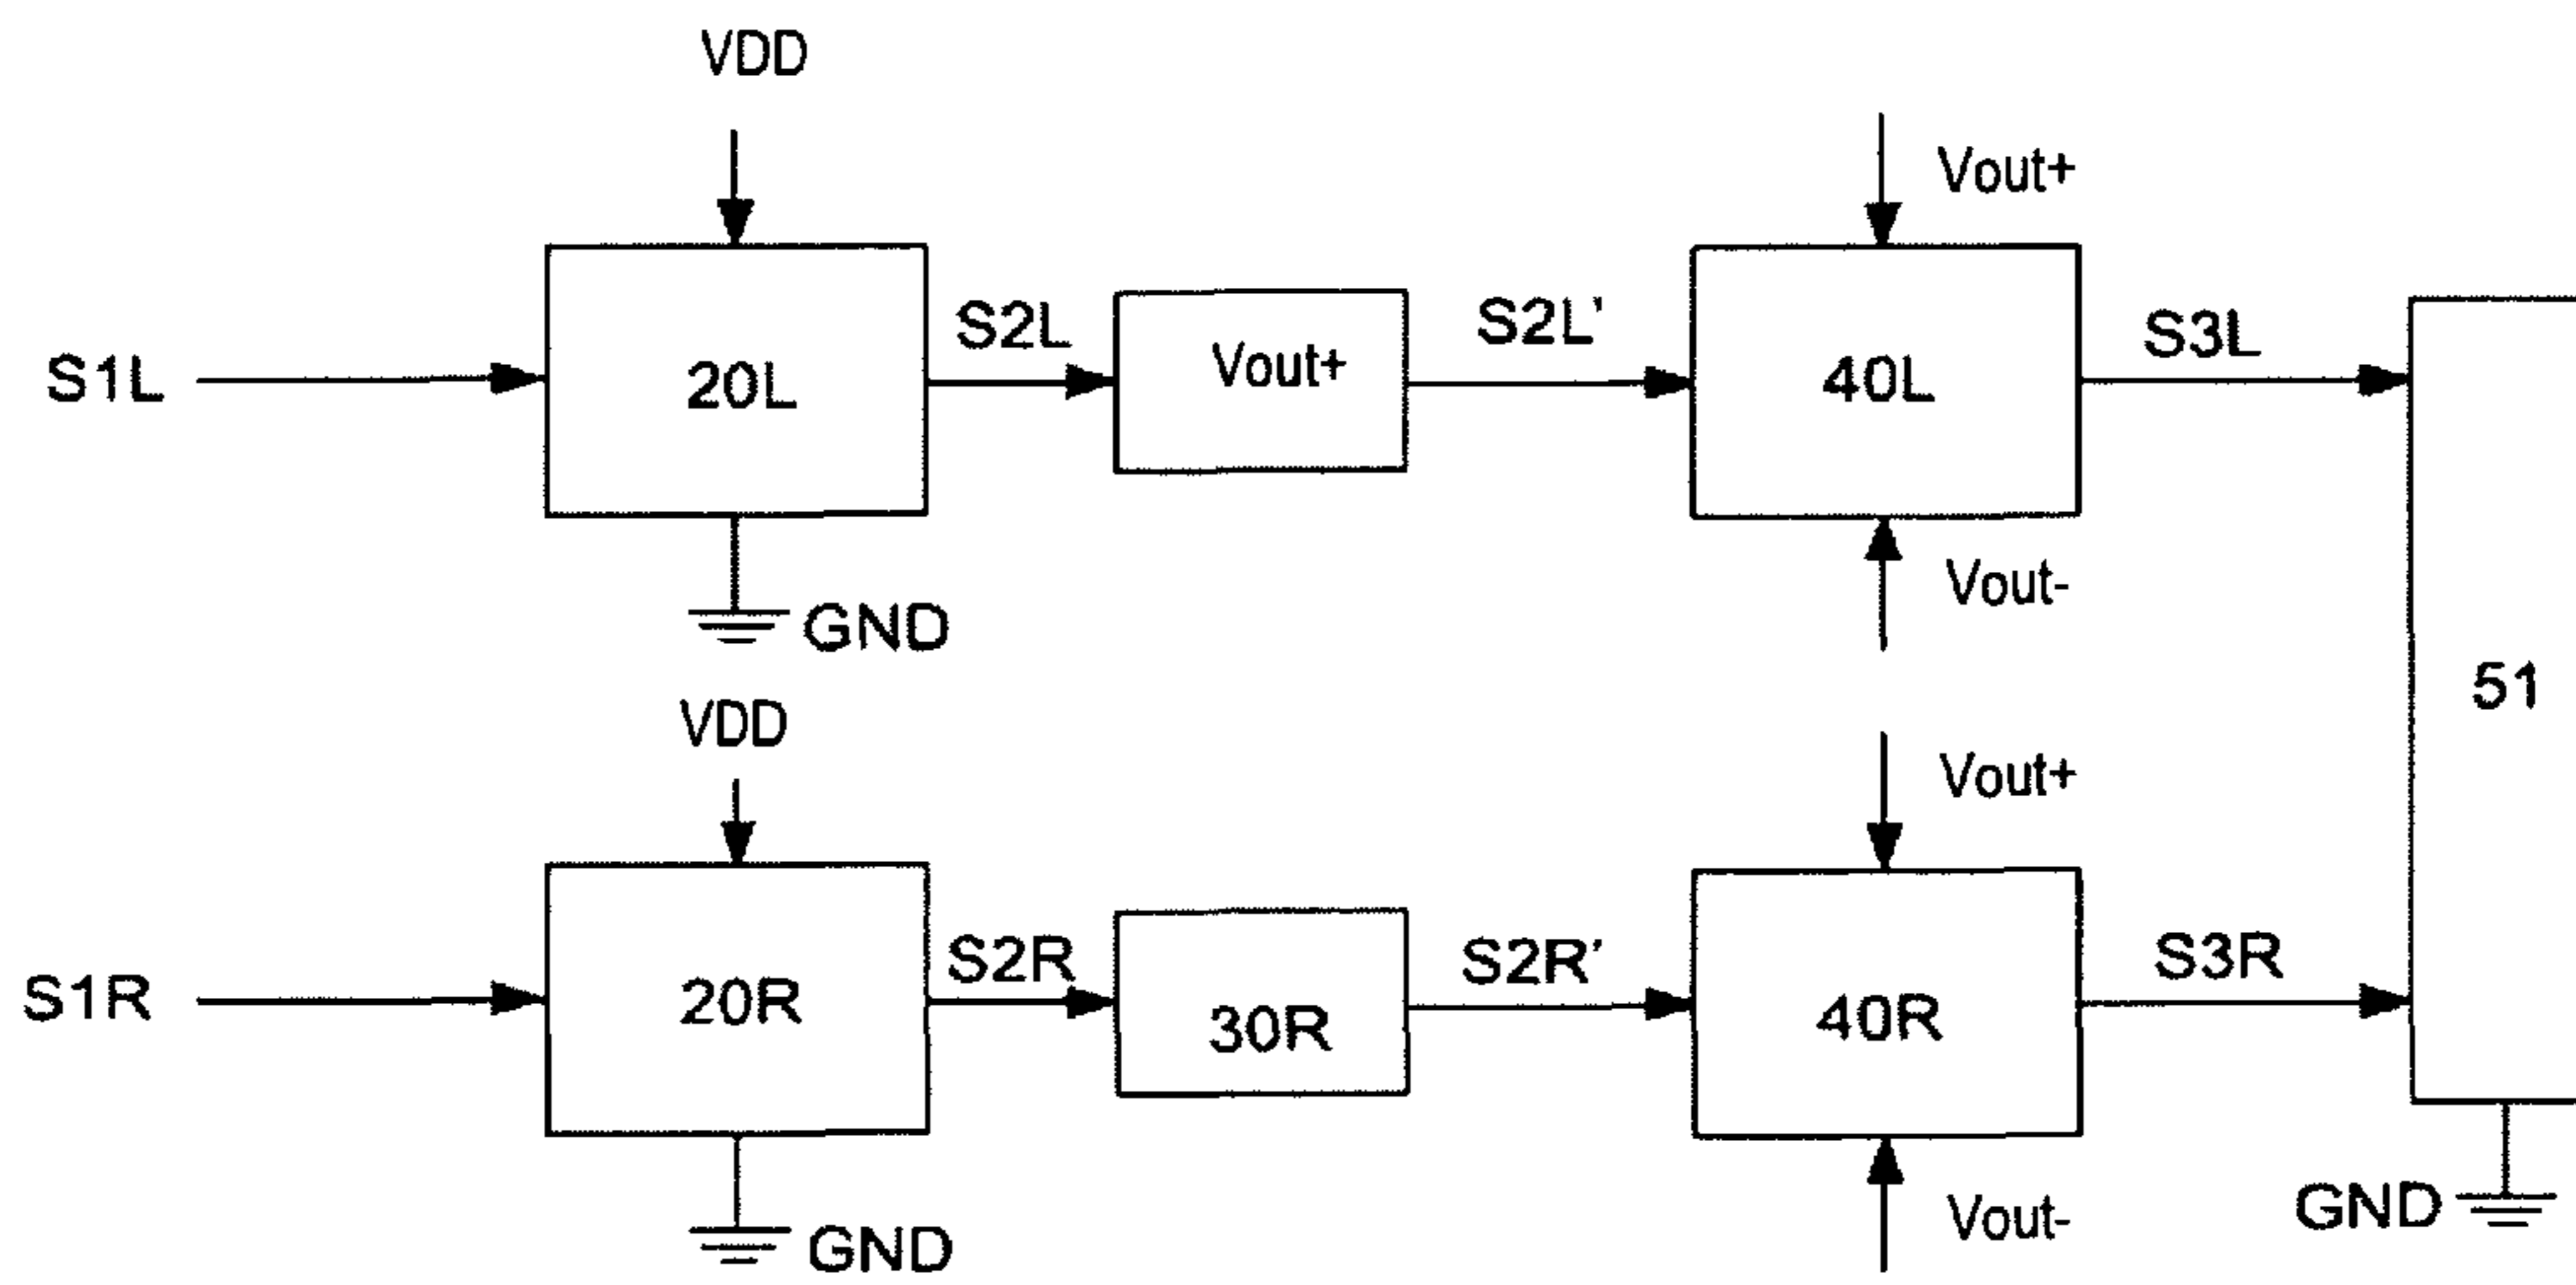 VDD
Vout+
S1L
20L
S2L
Vout+
S2L'
40L
S3L
GND
Vout-
51
VDD
Vout+
S1R
20R
S2R
30R
S2R'
40R
S3R
GND
Vout-
GND